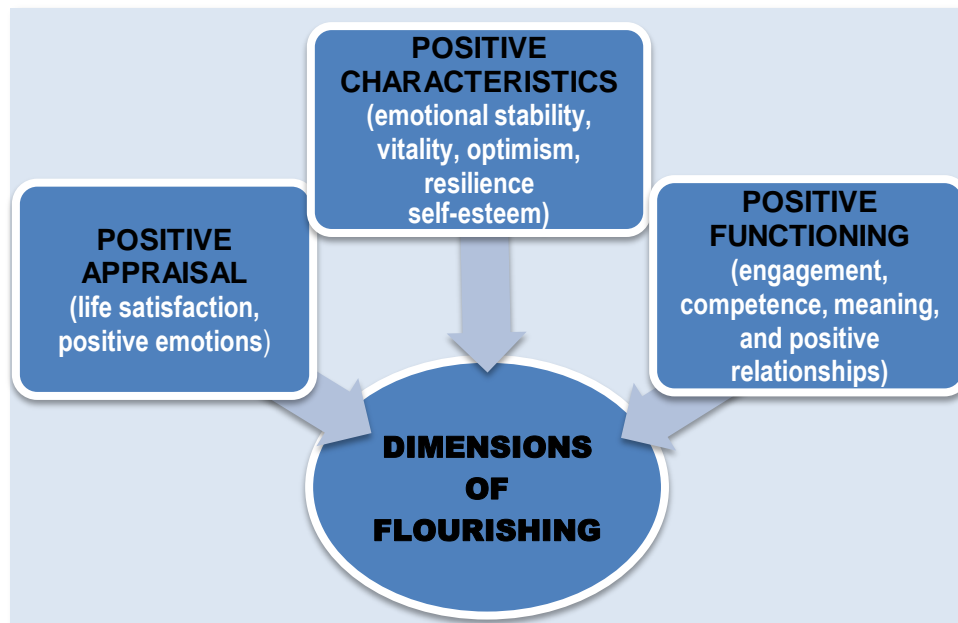 POSITIVE
CHARACTERISTICS
(emotional stability,
vitality, optimism,
resilience
self-esteem)
POSITIVE
APPRAISAL
(life satisfaction,
positive emotions)
POSITIVE
FUNCTIONING
(engagement,
competence, meaning,
and positive
relationships)
DIMENSIONS
OF
FLOURISHING